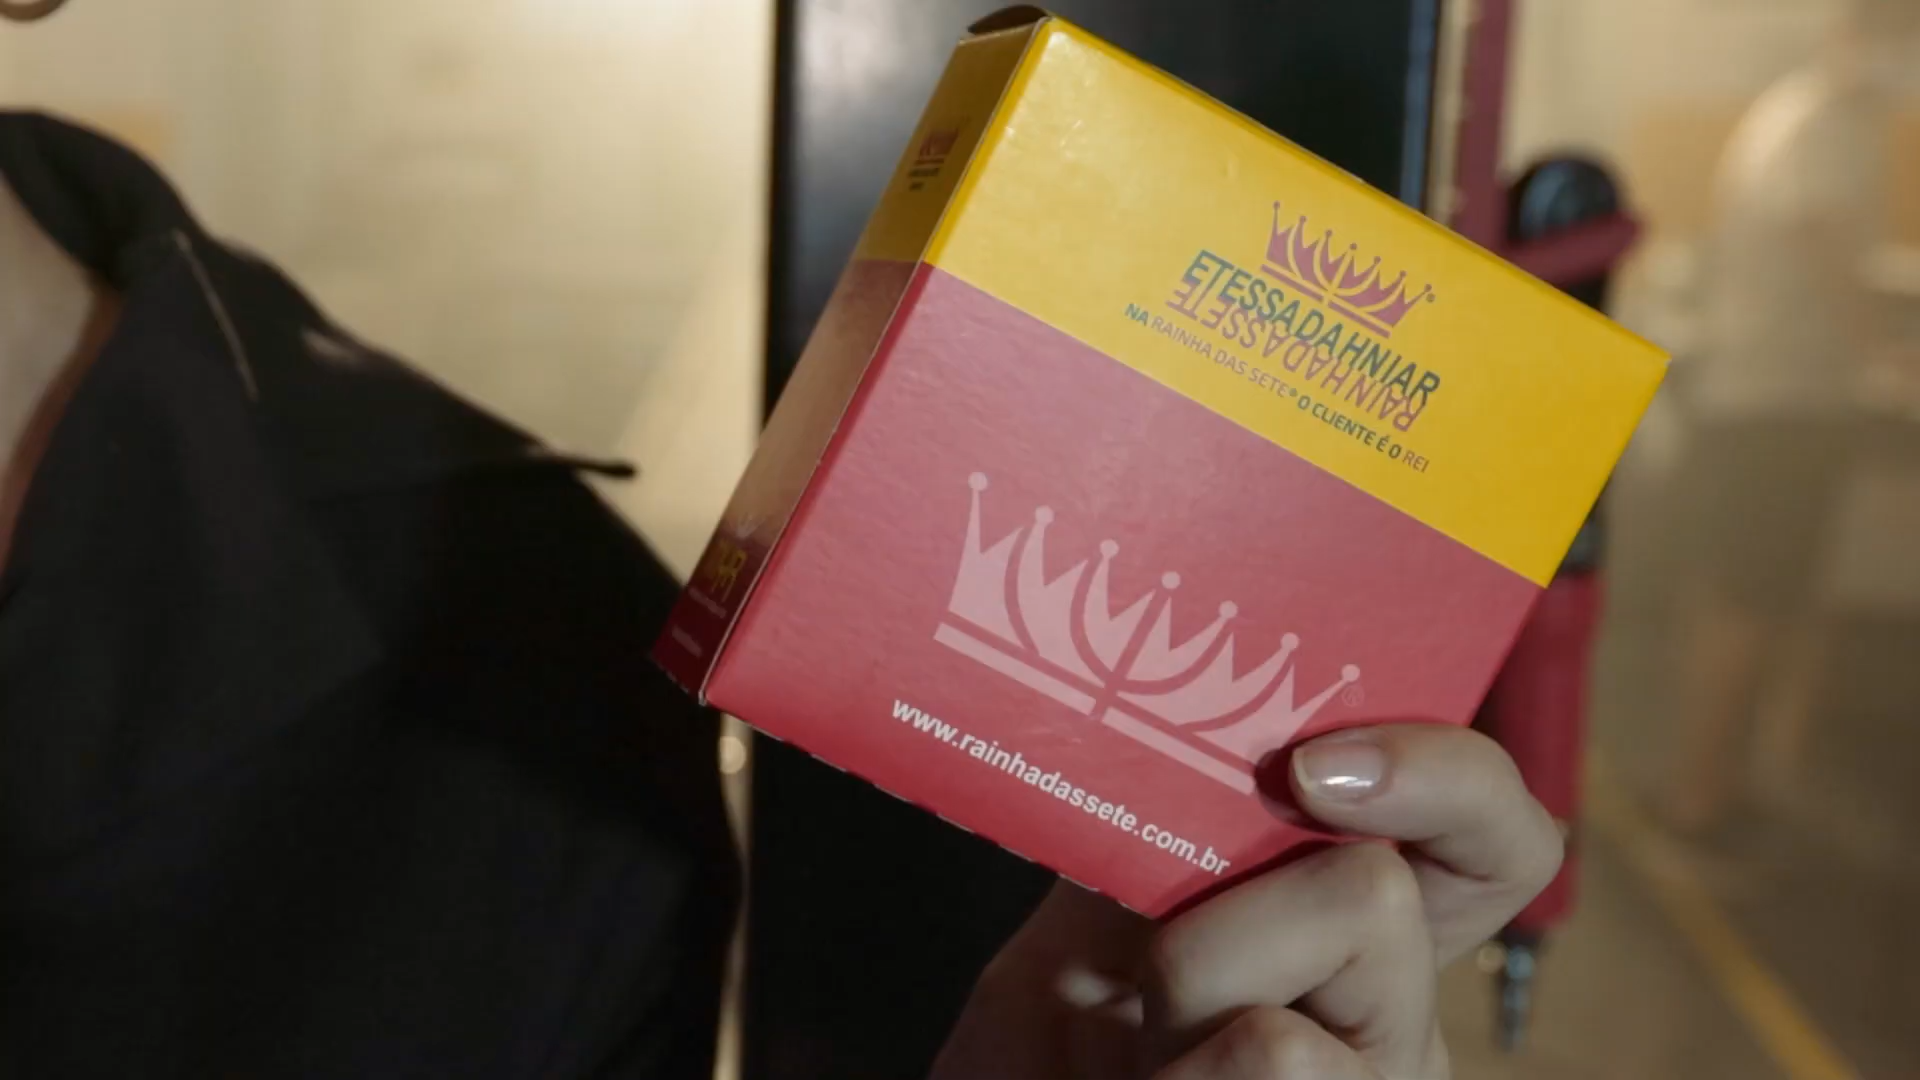 ETESSADAHNIAR
RAINHADASSETE
NA RAINHA DAS SETE® O CLIENTE É O REI
www.rainhadassete.com.br